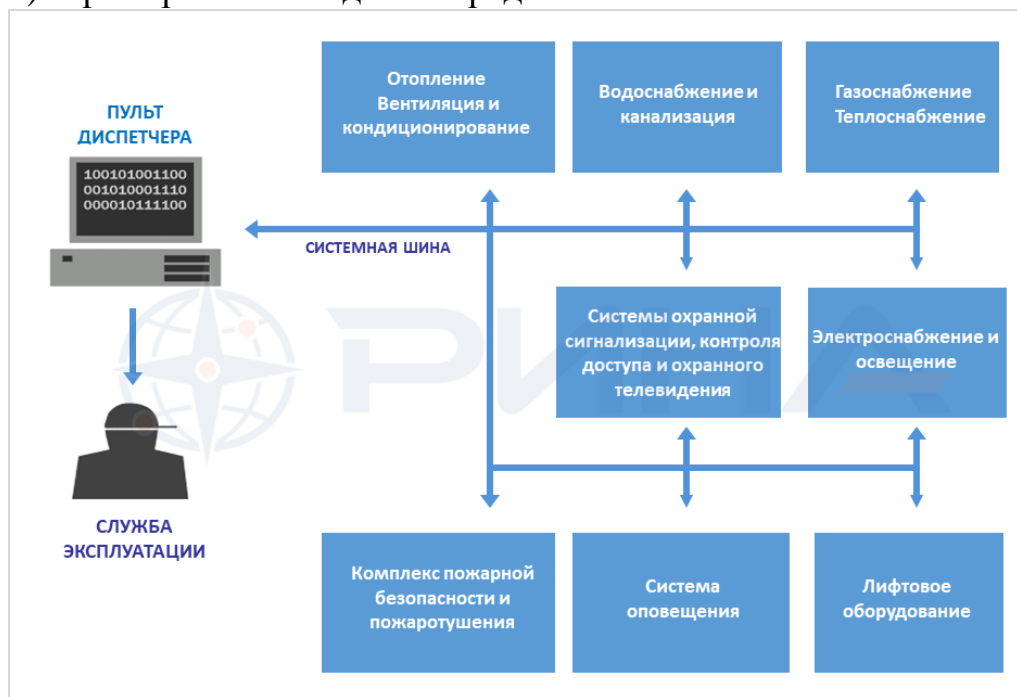 ПУЛЬТ
ДИСПЕТЧЕРА
100101001100
001010001110
000010111100
СИСТЕМНАЯ ШИНА
СЛУЖБА
ЭКСПЛУАТАЦИИ
Отопление
Вентиляция и
кондиционирование
Водоснабжение и
канализация
Газоснабжение
Теплоснабжение
Системы охранной
сигнализации, контроля
доступа и охранного
телевидения
Электроснабжение и
освещение
Комплекс пожарной
безопасности и
пожаротушения
Система
оповещения
Лифтовое
оборудование
РИНА